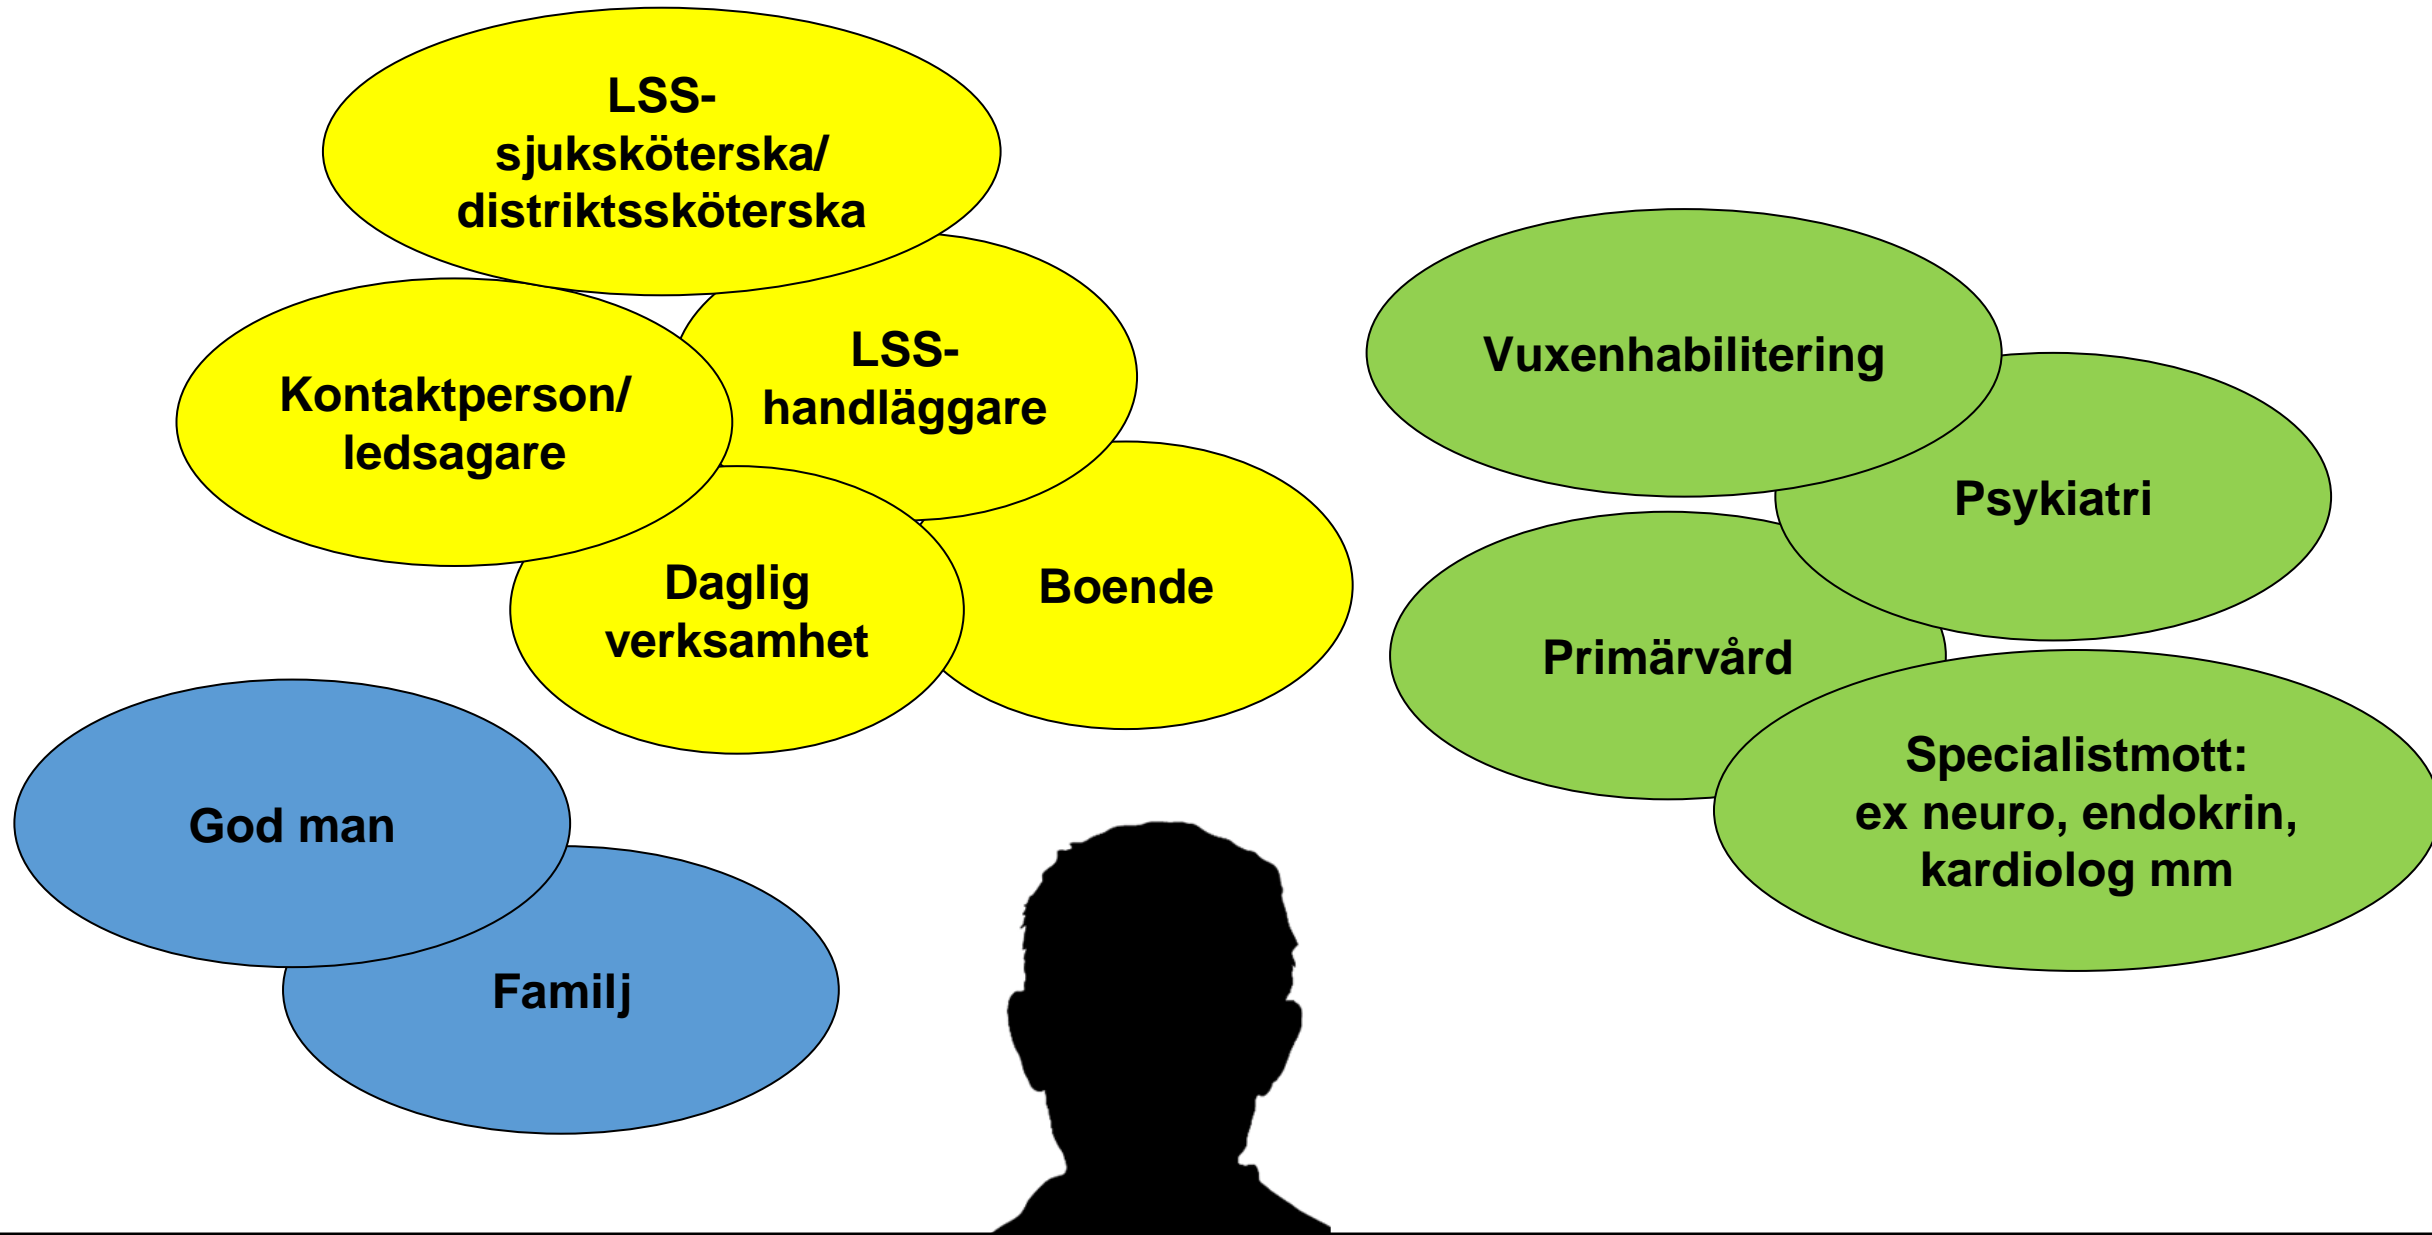 LSS-
sjuksköterska/
distriktssköterska
Kontaktperson/
ledsagare
LSS-
handläggare
Daglig
verksamhet
Boende
God man
Familj
Vuxenhabilitering
Psykiatri
Primärvård
Specialistmott:
ex neuro, endokrin,
kardiolog mm